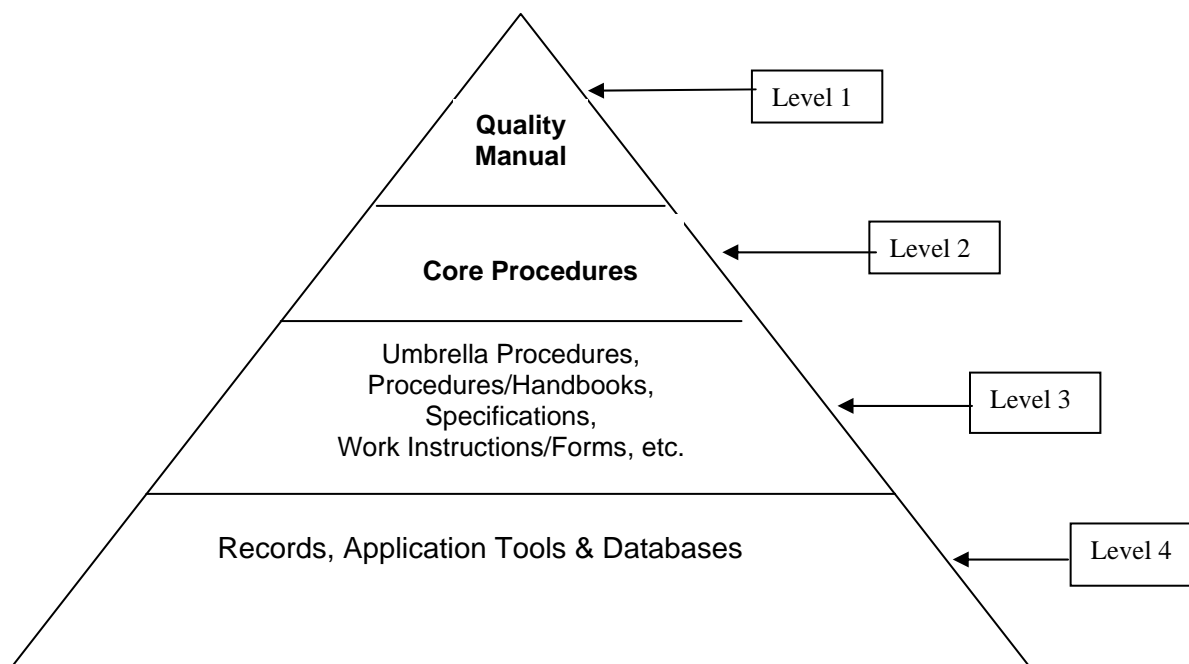 Level 1
Quality
Manual
Level 2
Core Procedures
Umbrella Procedures,
Procedures/Handbooks,
Specifications,
Work Instructions/Forms, etc.
Level 3
Records, Application Tools & Databases
Level 4